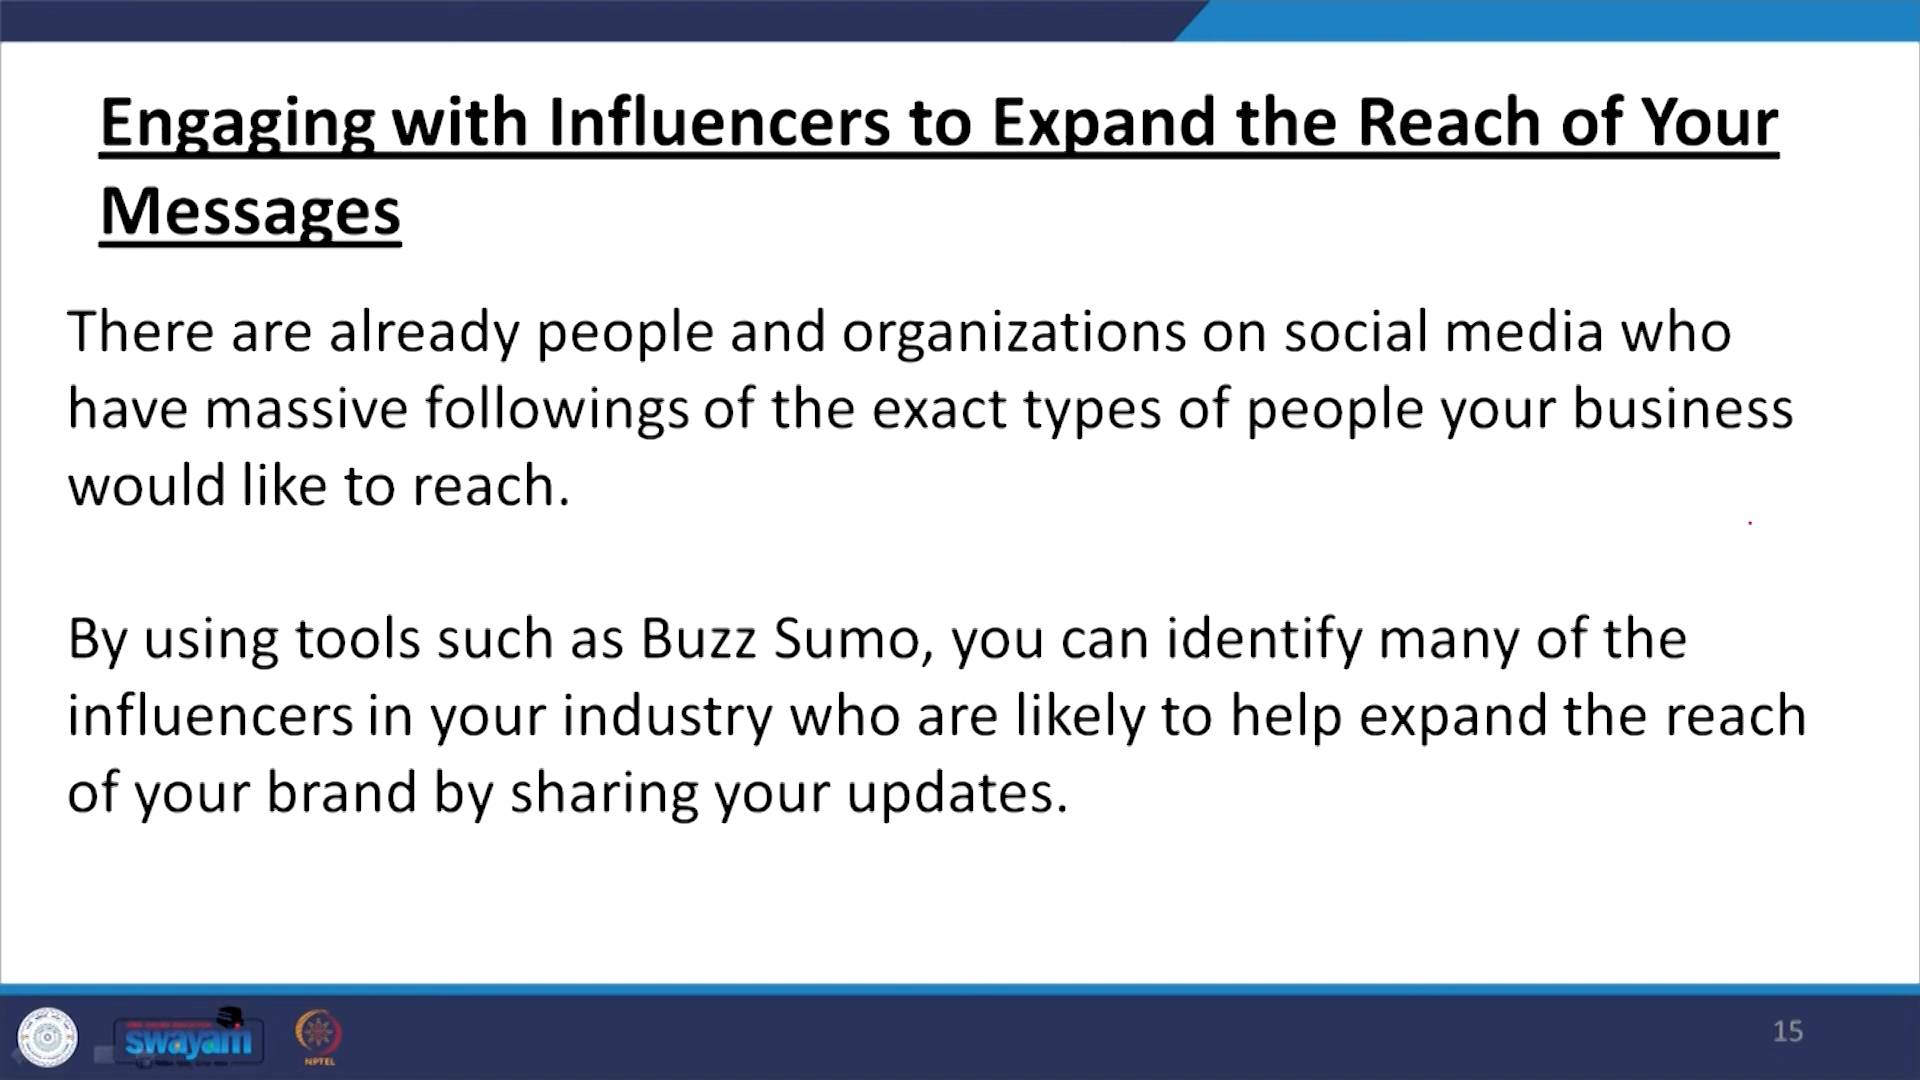 Engaging with Influencers to Expand the Reach of Your
Messages
There are already people and organizations on social media who
have massive followings of the exact types of people your business
would like to reach.
By using tools such as Buzz Sumo, you can identify many of the
influencers in your industry who are likely to help expand the reach
of your brand by sharing your updates.
swayam
NPTEL
15